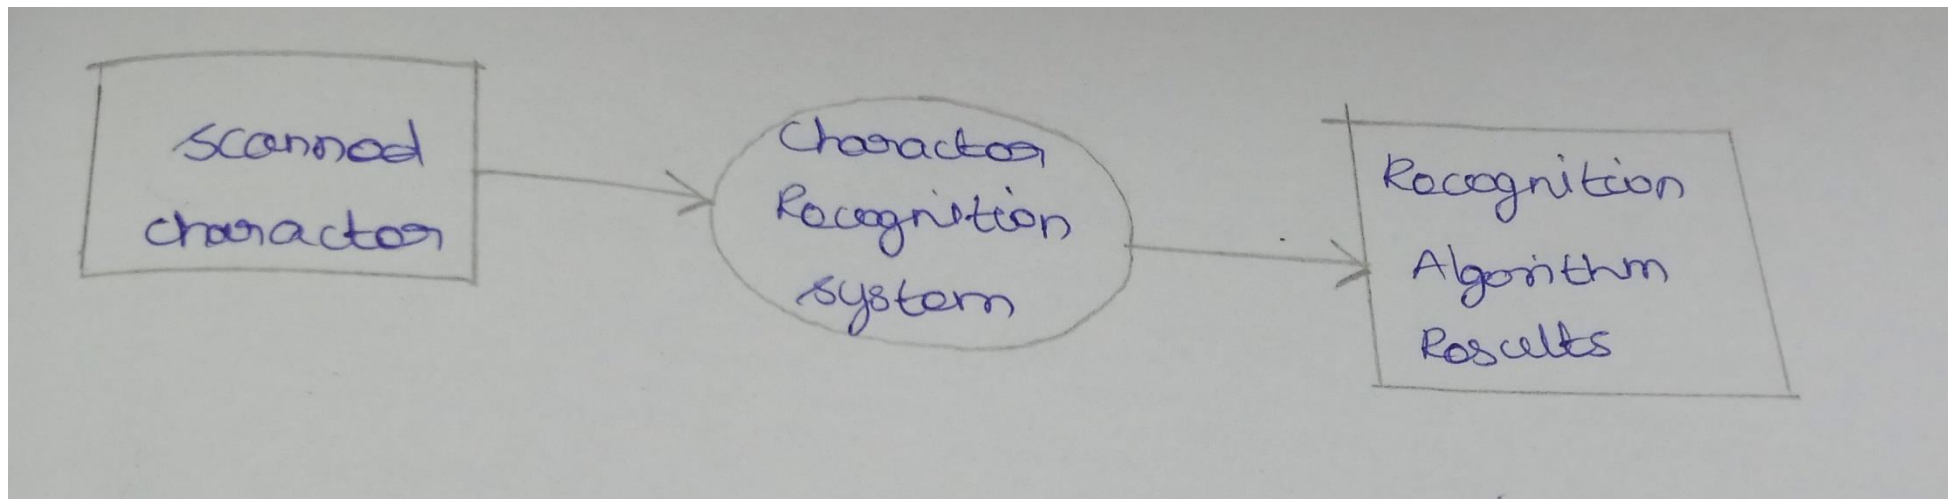 scanned
character
Character
Recognition
system
Recognition
Algorithm
Results